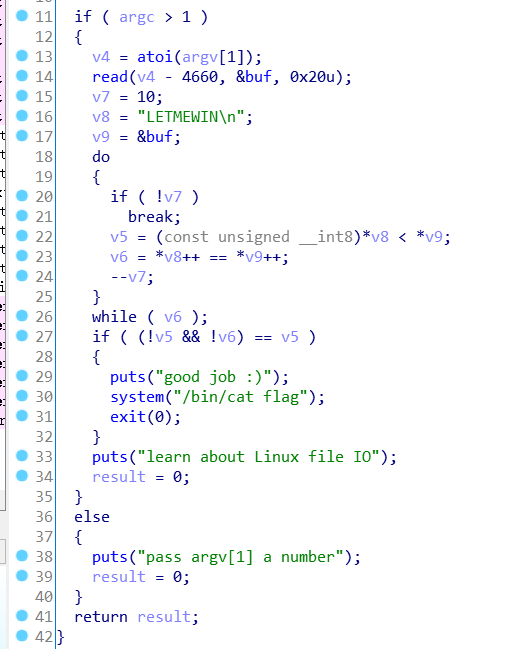 11 if ( argc > 1 )
12 {
13 v4 = atoi(argv[1]);
14 read(v4 - 4660, &buf, 0x20u);
15 v7 = 10;
16 v8 = "LETMEWIN\n";
17 v9 = &buf;
18 do
19 {
20 if ( !v7 )
21 break;
22 v5 = (const unsigned __int8)*v8 < *v9;
23 v6 = *v8++ == *v9++;
24 --v7;
25 }
26 while ( v6 );
27 if ( (!v5 && !v6) == v5 )
28 {
29 puts("good job :)");
30 system("/bin/cat flag");
31 exit(0);
32 }
33 puts("learn about Linux file IO");
34 result = 0;
35 }
36 else
37 {
38 puts("pass argv[1] a number");
39 result = 0;
40 }
41 return result;
42 }